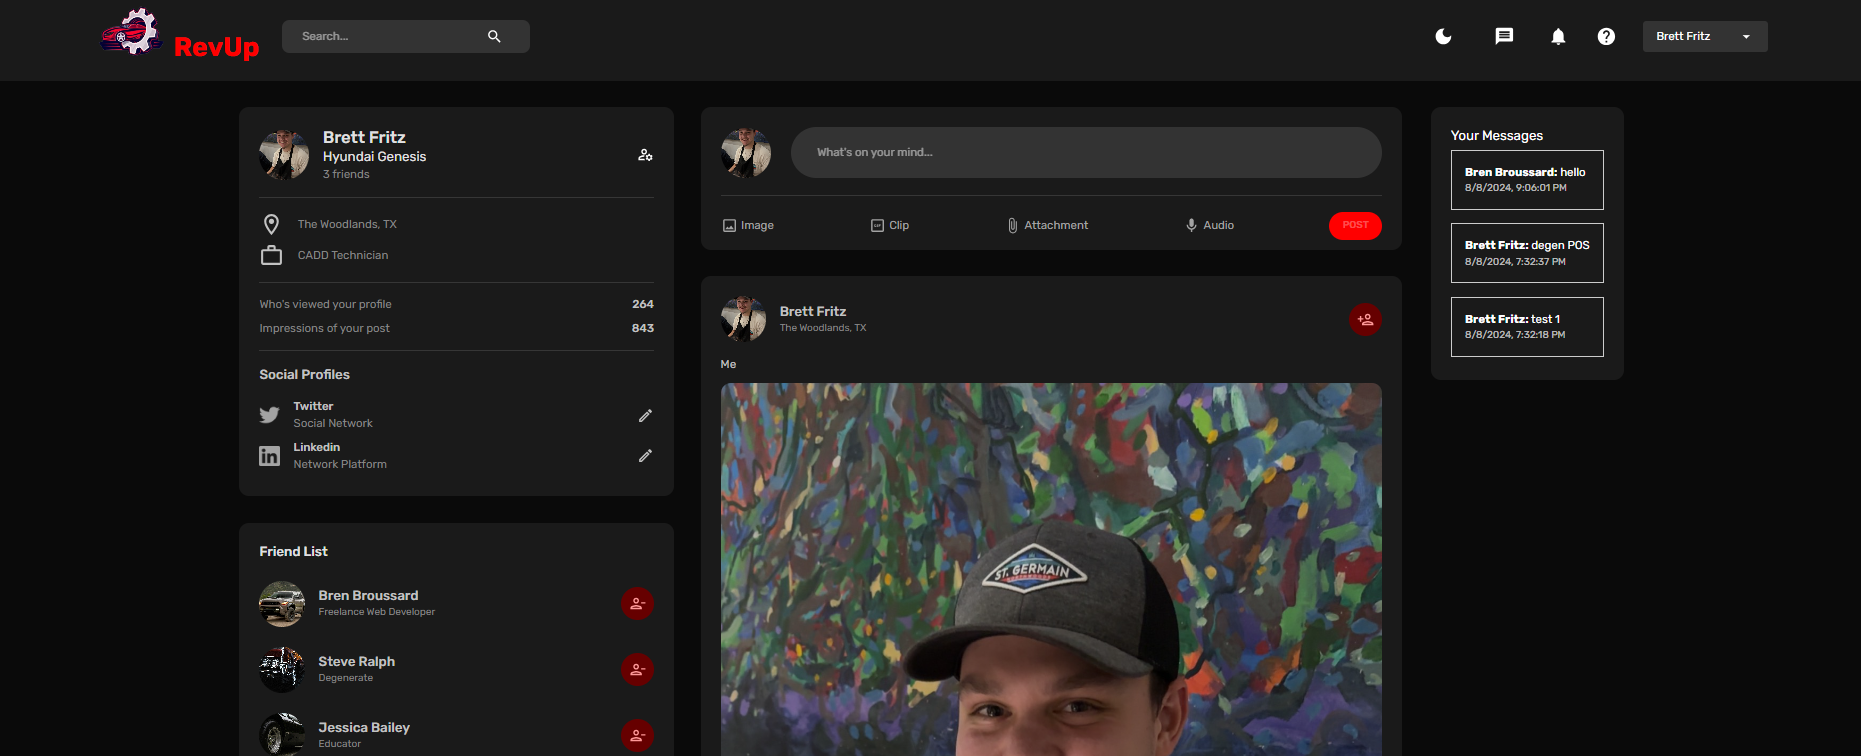 RevUp
Search...
Brett Fritz
Brett Fritz
Hyundai Genesis
3 friends
The Woodlands, TX
CADD Technician
Who's viewed your profile 264
Impressions of your post 843
Social Profiles
Twitter
Social Network
Linkedin
Network Platform
Friend List
Bren Broussard
Freelance Web Developer
Steve Ralph
Degenerate
Jessica Bailey
Educator
What's on your mind...
Image
GIF
Clip
Attachment
Audio
POST
Brett Fritz
The Woodlands, TX
Me
ST. GERMAIN
Your Messages
Bren Broussard: hello
8/8/2024, 9:06:01 PM
Brett Fritz: degen POS
8/8/2024, 7:32:37 PM
Brett Fritz: test 1
8/8/2024, 7:32:18 PM